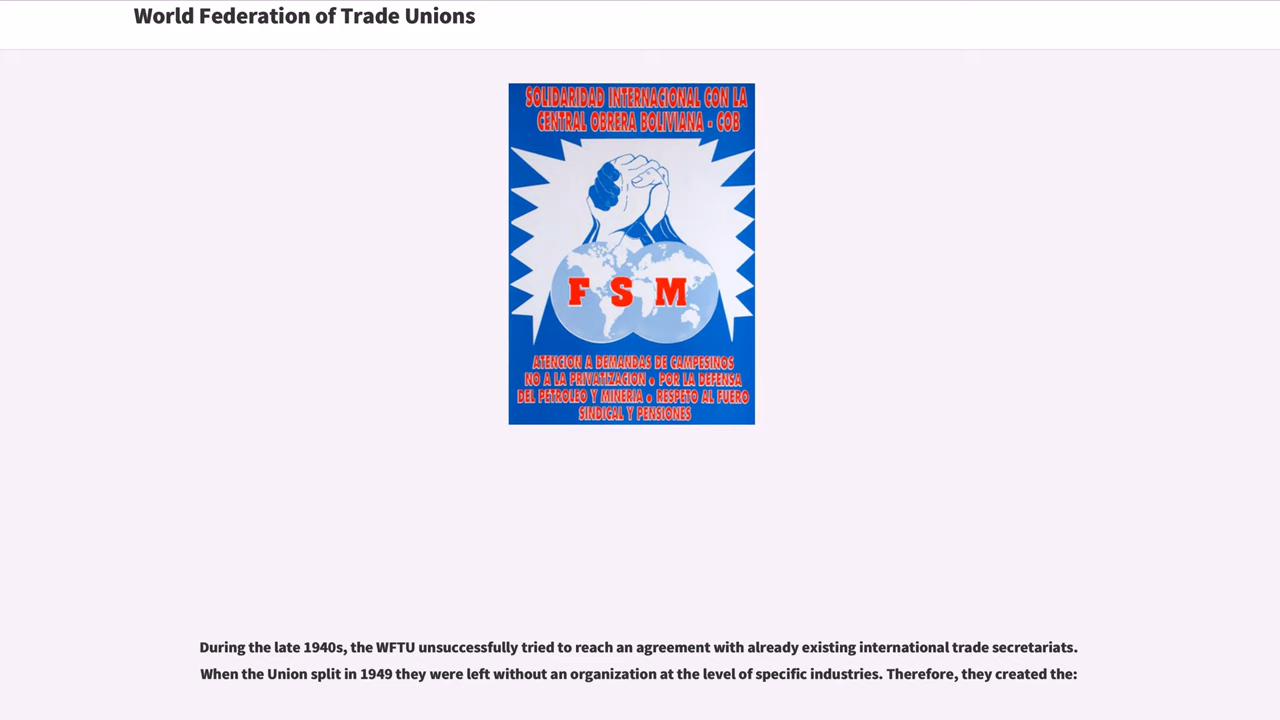 World Federation of Trade Unions
SOLIDARIDAD INTERNACIONAL CON LA
CENTRAL OBRERA BOLIVIANA - COB
F S M
ATENCION A DEMANDAS DE CAMPESINOS
NO A LA PRIVATIZACION • POR LA DEFENSA
DEL PETROLEO Y MINERIA • RESPETO AL FUERO
SINDICAL Y PENSIONES
During the late 1940s, the WFTU unsuccessfully tried to reach an agreement with already existing international trade secretariats.
When the Union split in 1949 they were left without an organization at the level of specific industries. Therefore, they created the: